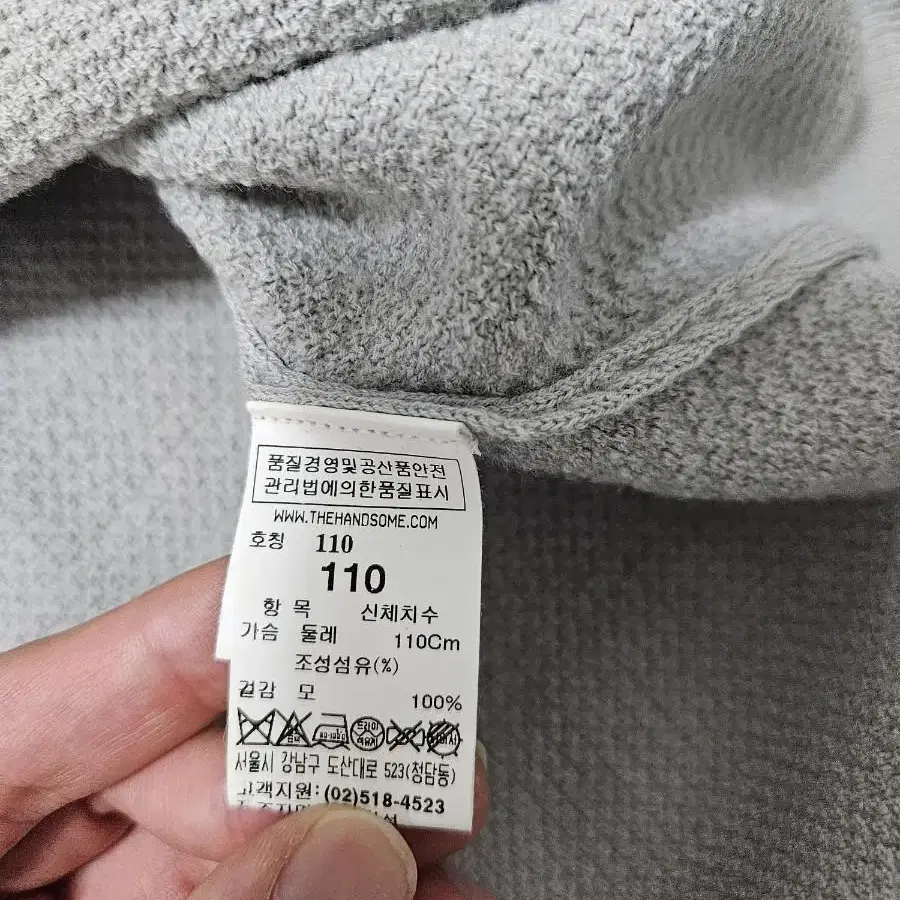 품질경영및공산품안전
관리법에의한품질표시
WWW.THEHANDSOME.COM
호칭 110
110
항 목 신체치수
가슴 둘레 110Cm
조성섬유(%)
겉감 모 100%
드라이
서울시 강남구 도산대로 523(청담동)
고객지원: (02)518-4523